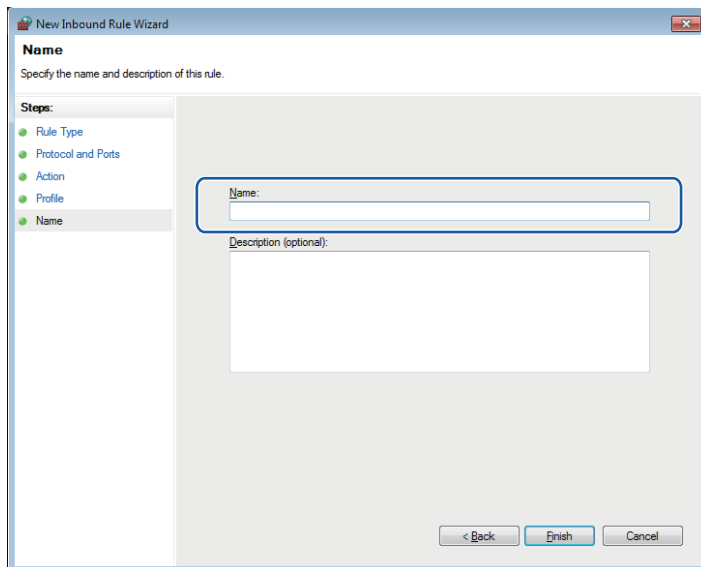 New Inbound Rule Wizard
Name
Specify the name and description of this rule.
Steps:
Rule Type
Protocol and Ports
Action
Profile
Name
Name:
Description (optional):
< Back
Finish
Cancel